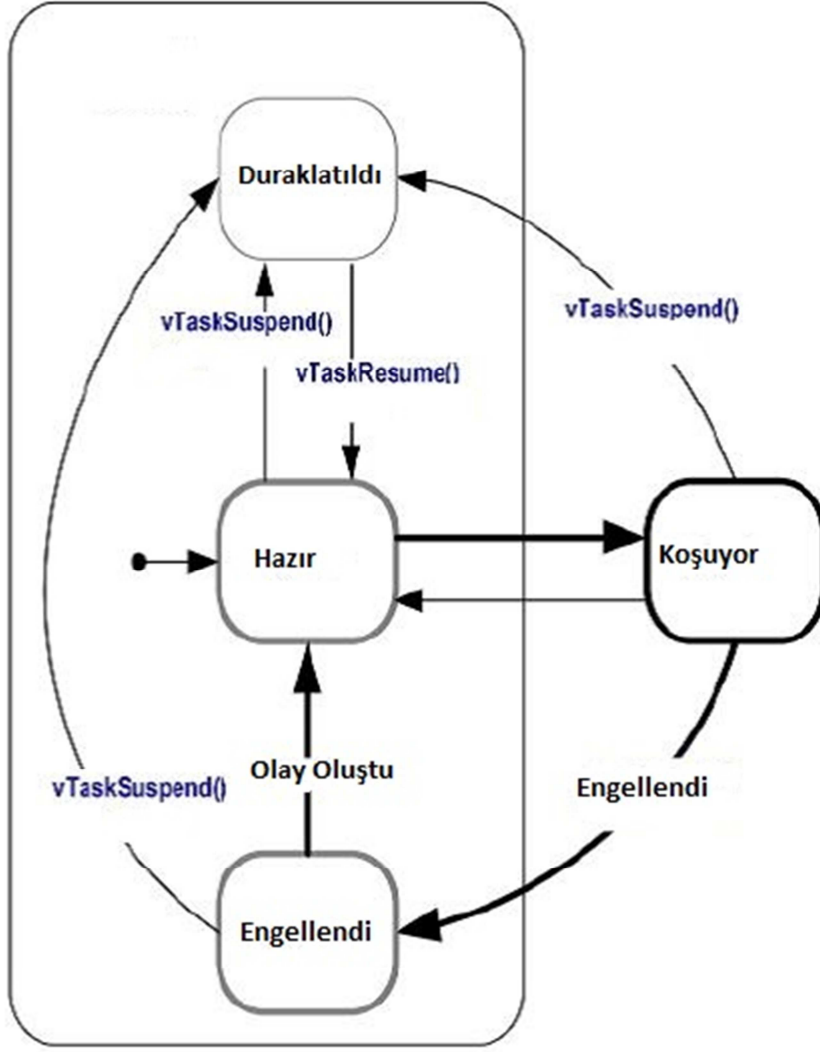 Duraklatıldı
vTaskSuspend()
vTaskSuspend()
vTaskResume()
Hazır
Koşuyor
Olay Oluştu
vTaskSuspend()
Engellendi
Engellendi